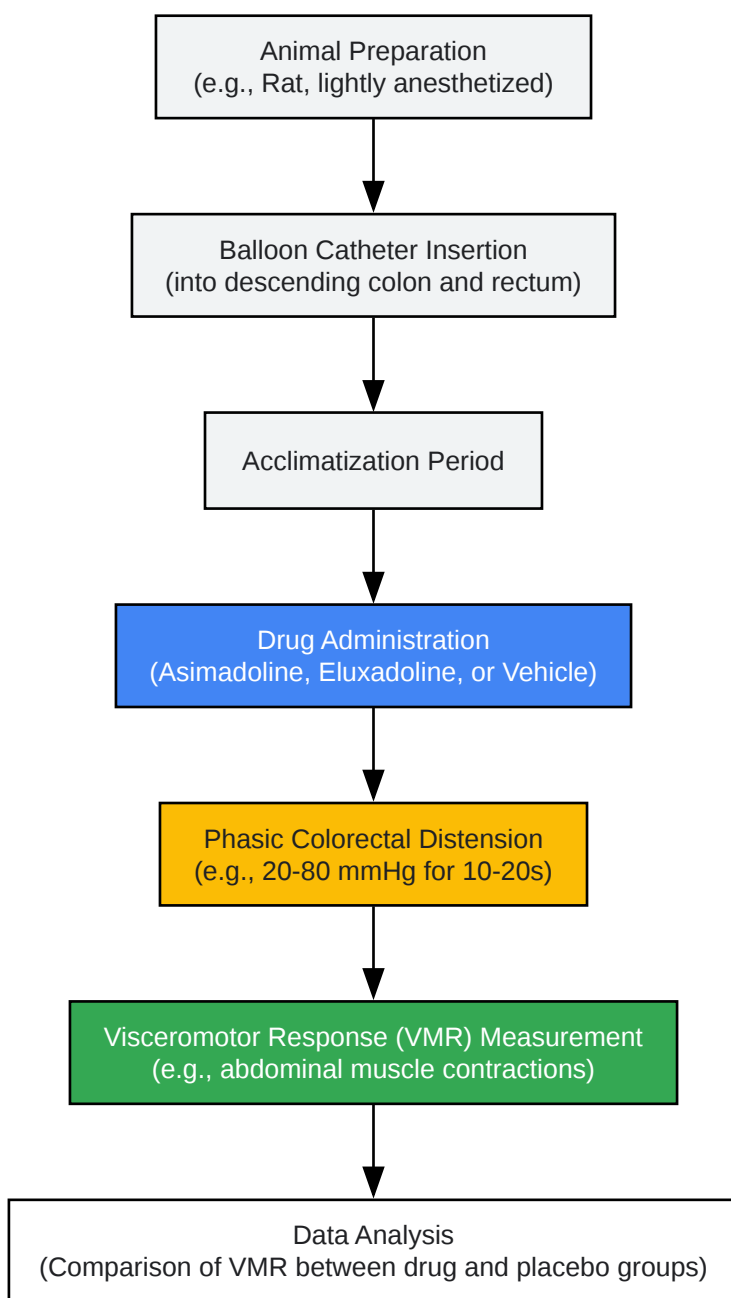 Animal Preparation
(e.g., Rat, lightly anesthetized)
Balloon Catheter Insertion
(into descending colon and rectum)
Acclimatization Period
Drug Administration
(Asimadoline, Eluxadoline, or Vehicle)
Phasic Colorectal Distension
(e.g., 20-80 mmHg for 10-20s)
Visceromotor Response (VMR) Measurement
(e.g., abdominal muscle contractions)
Data Analysis
(Comparison of VMR between drug and placebo groups)